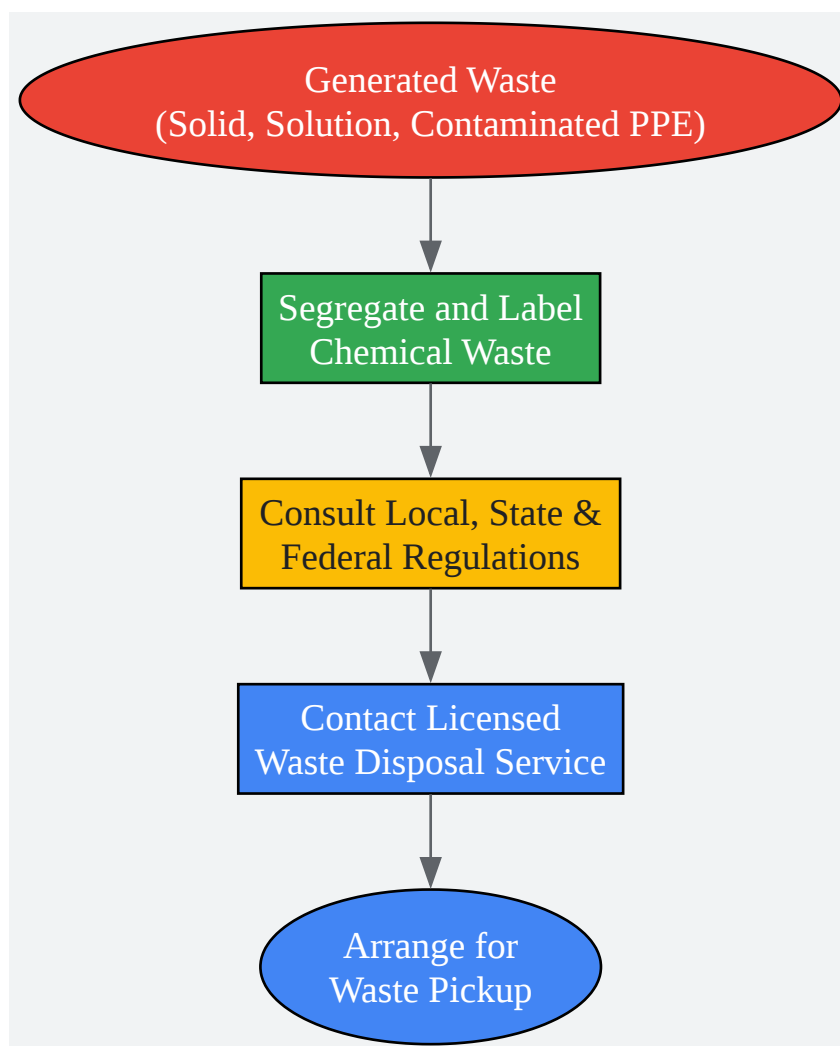 Generated Waste
(Solid, Solution, Contaminated PPE)
Segregate and Label
Chemical Waste
Consult Local, State &
Federal Regulations
Contact Licensed
Waste Disposal Service
Arrange for
Waste Pickup